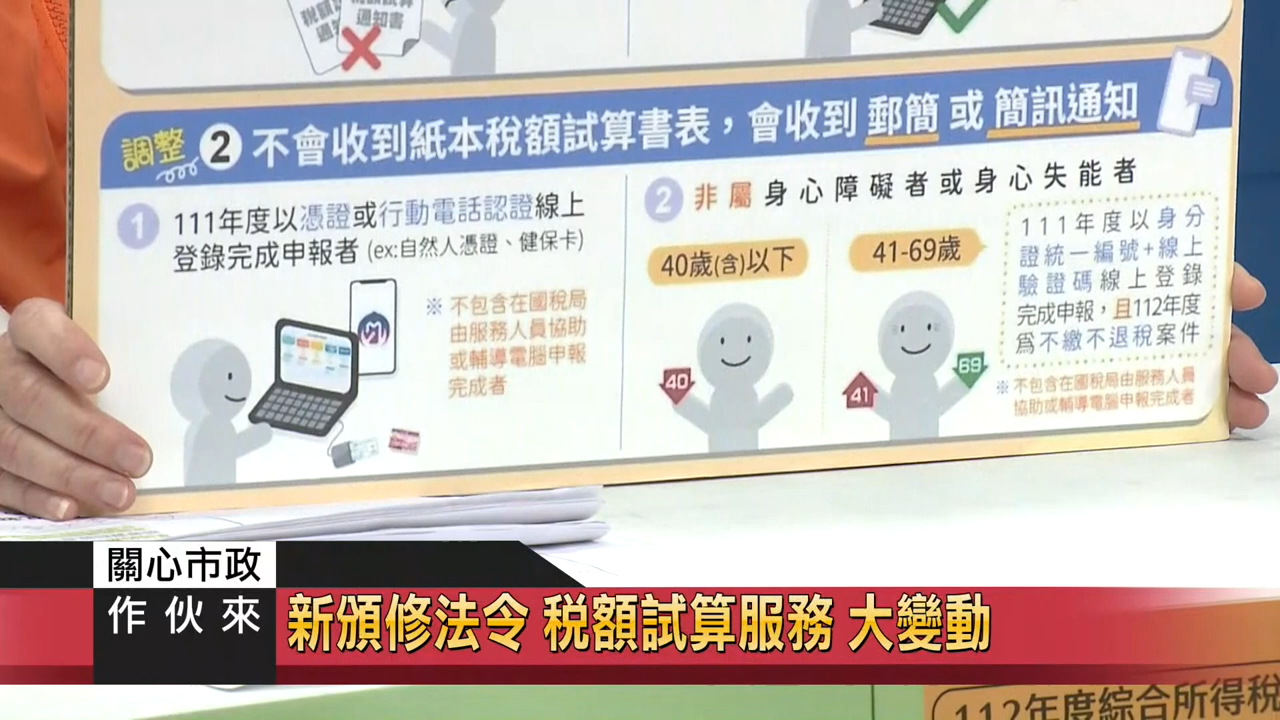 稅額試算
通知書
調整 2 不會收到紙本稅額試算書表，會收到 郵簡 或 簡訊通知
1 111年度以憑證或行動電話認證線上
登錄完成申報者 (ex:自然人憑證、健保卡)
※ 不包含在國稅局
由服務人員協助
或輔導電腦申報
完成者
2 非屬身心障礙者或身心失能者
40歲(含)以下
40
41-69歲
41
69
111年度以身分
證統一編號+線上
驗證碼線上登錄
完成申報，且112年度
為不繳不退稅案件
※ 不包含在國稅局由服務人員
協助或輔導電腦申報完成者
關心市政
作伙來
新頒修法令 稅額試算服務 大變動
112年度綜合所得稅